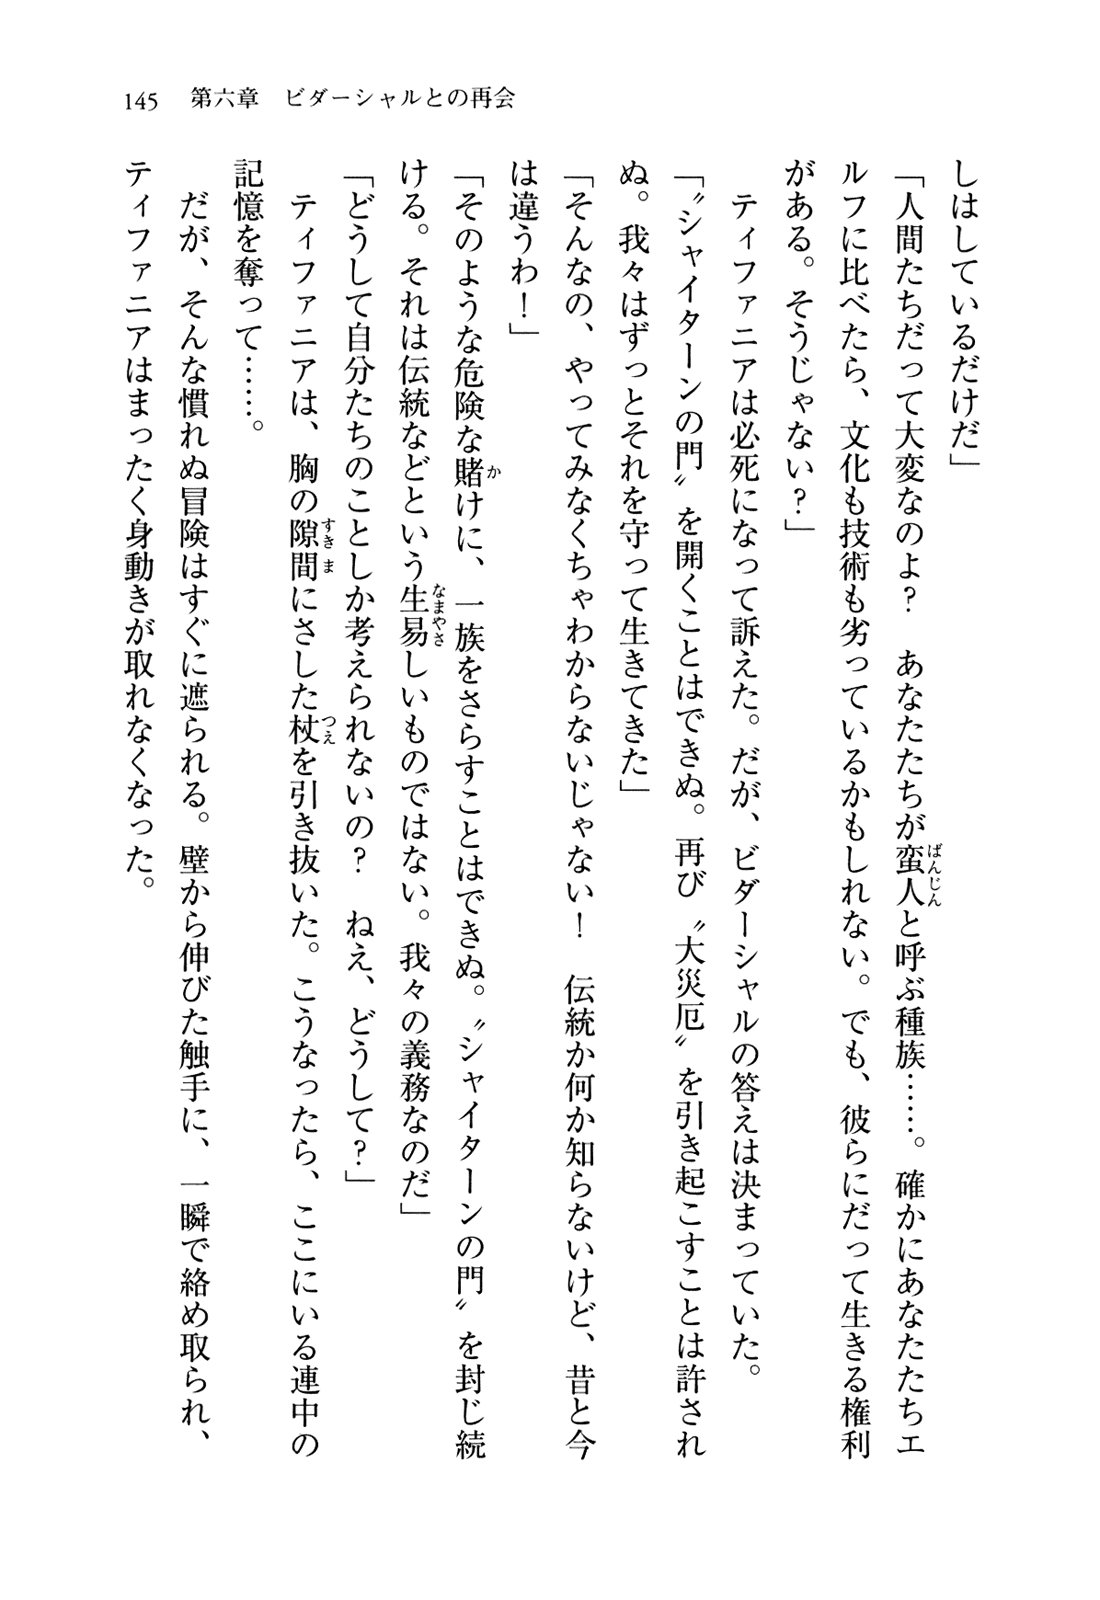 145　第六章　ビダーシャルとの再会
しはしているだけだ」
「人間たちだって大変なのよ？　あなたたちが蛮人と呼ぶ種族……。確かにあなたたちエ
ルフに比べたら、文化も技術も劣っているかもしれない。でも、彼らにだって生きる権利
がある。そうじゃない？」
　ティファニアは必死になって訴えた。だが、ビダーシャルの答えは決まっていた。
「〝シャイターンの門〟を開くことはできぬ。再び〝大災厄〟を引き起こすことは許され
ぬ。我々はずっとそれを守って生きてきた」
「そんなの、やってみなくちゃわからないじゃない！　伝統か何か知らないけど、昔と今
は違うわ！」
「そのような危険な賭けに、一族をさらすことはできぬ。〝シャイターンの門〟を封じ続
ける。それは伝統などという生易しいものではない。我々の義務なのだ」
「どうして自分たちのことしか考えられないの？　ねえ、どうして？」
　ティファニアは、胸の隙間にさした杖を引き抜いた。こうなったら、ここにいる連中の
記憶を奪って……。
　だが、そんな慣れぬ冒険はすぐに遮られる。壁から伸びた触手に、一瞬で絡め取られ、
ティファニアはまったく身動きが取れなくなった。